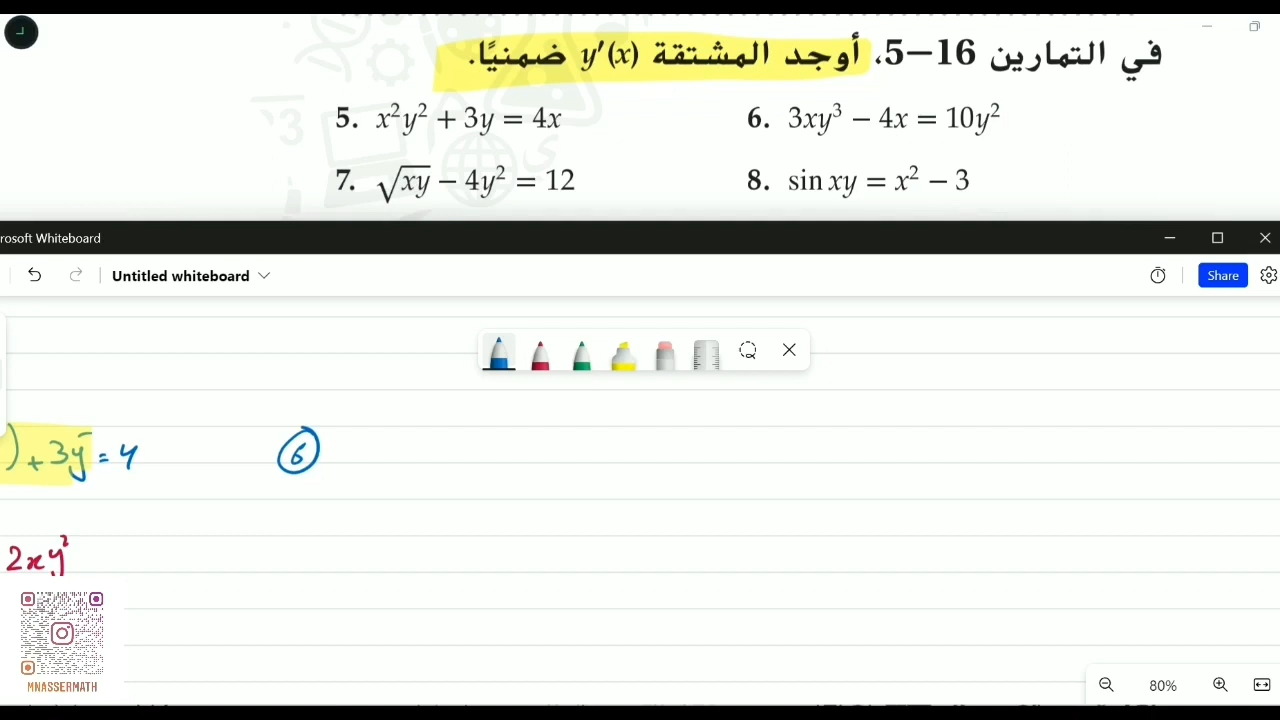 في التمارين 16–5، أوجد المشتقة y′(x) ضمنيًا.
5. x²y² + 3y = 4x
6. 3xy³ − 4x = 10y²
7. √xy − 4y² = 12
8. sin xy = x² − 3
rosoft Whiteboard
Untitled whiteboard
Share
) + 3y′ = 4
6
2xy²
MNASSERMATH
80%